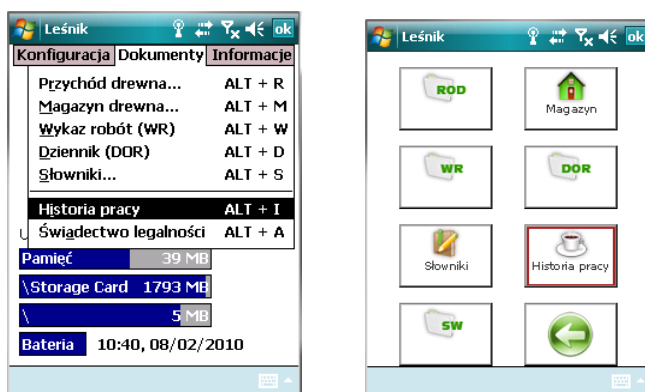 Leśnik ok
Konfiguracja Dokumenty Informacje
Przychód drewna... ALT + R
Magazyn drewna... ALT + M
Wykaz robót (WR) ALT + W
Dziennik (DOR) ALT + D
Słowniki... ALT + S
Historia pracy ALT + I
Świadectwo legalności ALT + A
Pamięć 39 MB
\Storage Card 1793 MB
\ 5 MB
Bateria 10:40, 08/02/2010
Leśnik ok
ROD
Magazyn
WR
DOR
Słowniki
Historia pracy
SW